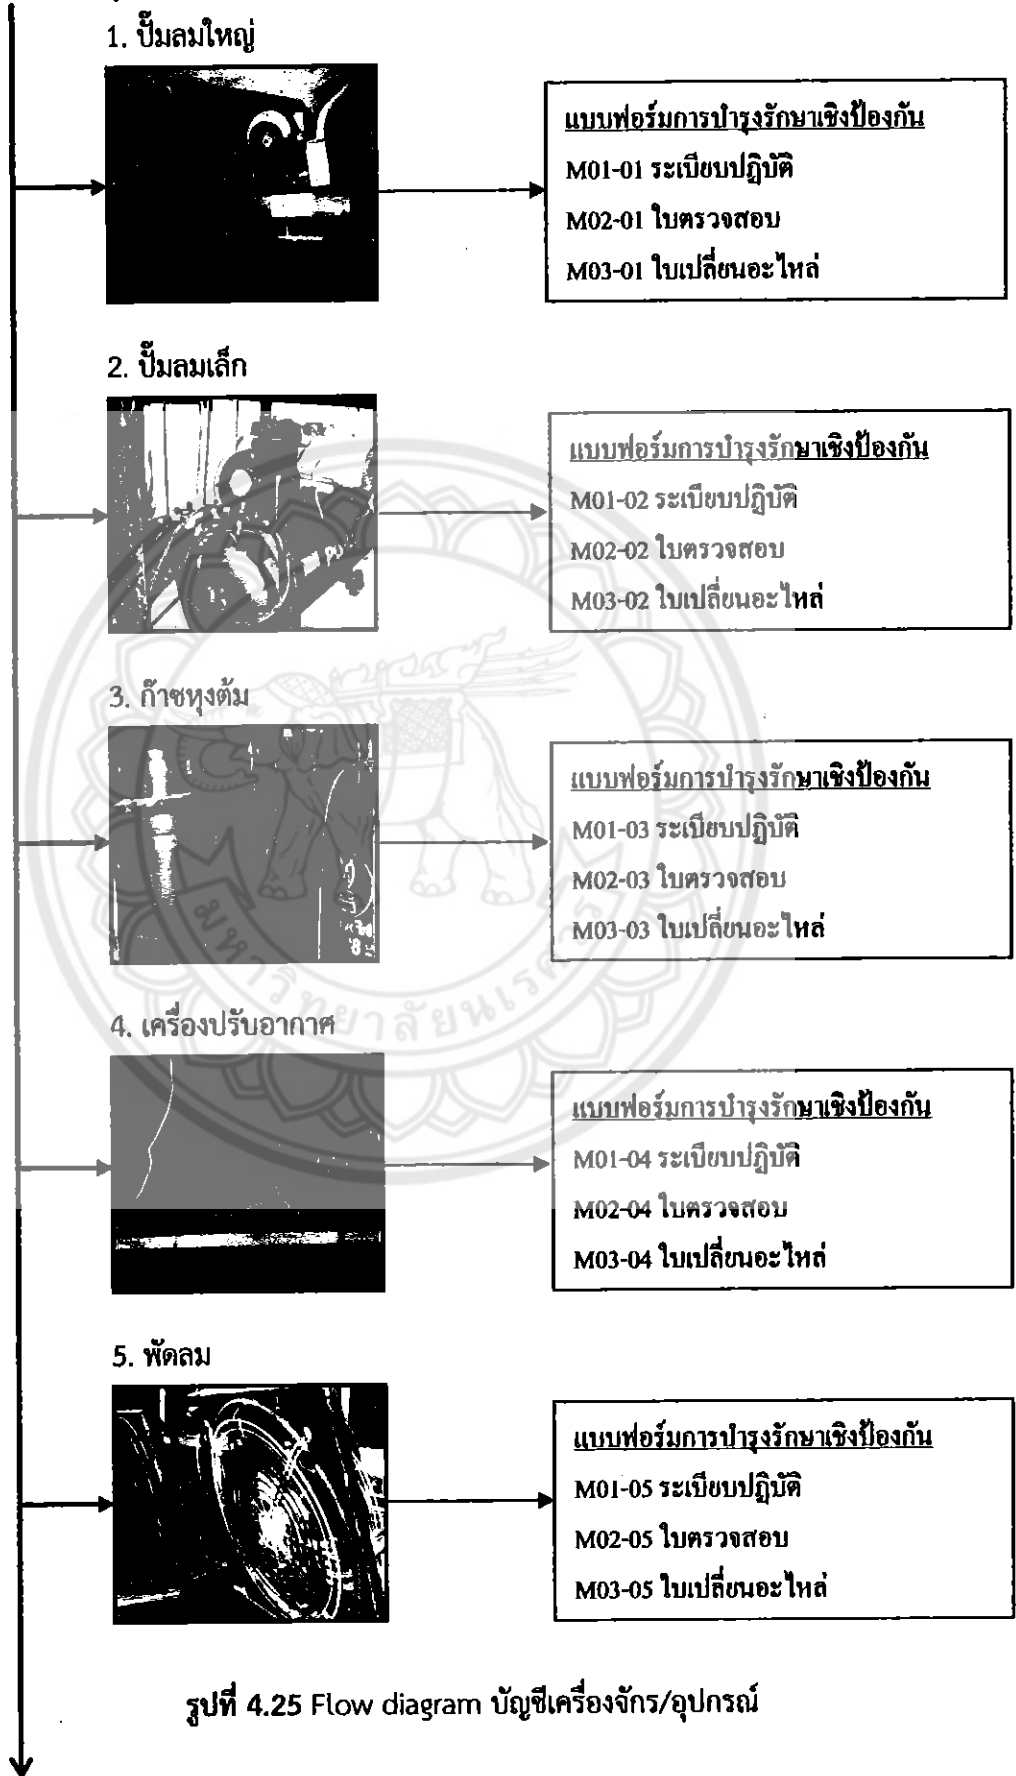 1. ปั๊มลมใหญ่
แบบฟอร์มการบำรุงรักษาเชิงป้องกัน
M01-01 ระเบียบปฏิบัติ
M02-01 ใบตรวจสอบ
M03-01 ใบเปลี่ยนอะไหล่
2. ปั๊มลมเล็ก
แบบฟอร์มการบำรุงรักษาเชิงป้องกัน
M01-02 ระเบียบปฏิบัติ
M02-02 ใบตรวจสอบ
M03-02 ใบเปลี่ยนอะไหล่
3. ก๊าซหุงต้ม
แบบฟอร์มการบำรุงรักษาเชิงป้องกัน
M01-03 ระเบียบปฏิบัติ
M02-03 ใบตรวจสอบ
M03-03 ใบเปลี่ยนอะไหล่
มหาวิทยาลัยนเรศวร
4. เครื่องปรับอากาศ
แบบฟอร์มการบำรุงรักษาเชิงป้องกัน
M01-04 ระเบียบปฏิบัติ
M02-04 ใบตรวจสอบ
M03-04 ใบเปลี่ยนอะไหล่
5. พัดลม
แบบฟอร์มการบำรุงรักษาเชิงป้องกัน
M01-05 ระเบียบปฏิบัติ
M02-05 ใบตรวจสอบ
M03-05 ใบเปลี่ยนอะไหล่
รูปที่ 4.25 Flow diagram บัญชีเครื่องจักร/อุปกรณ์